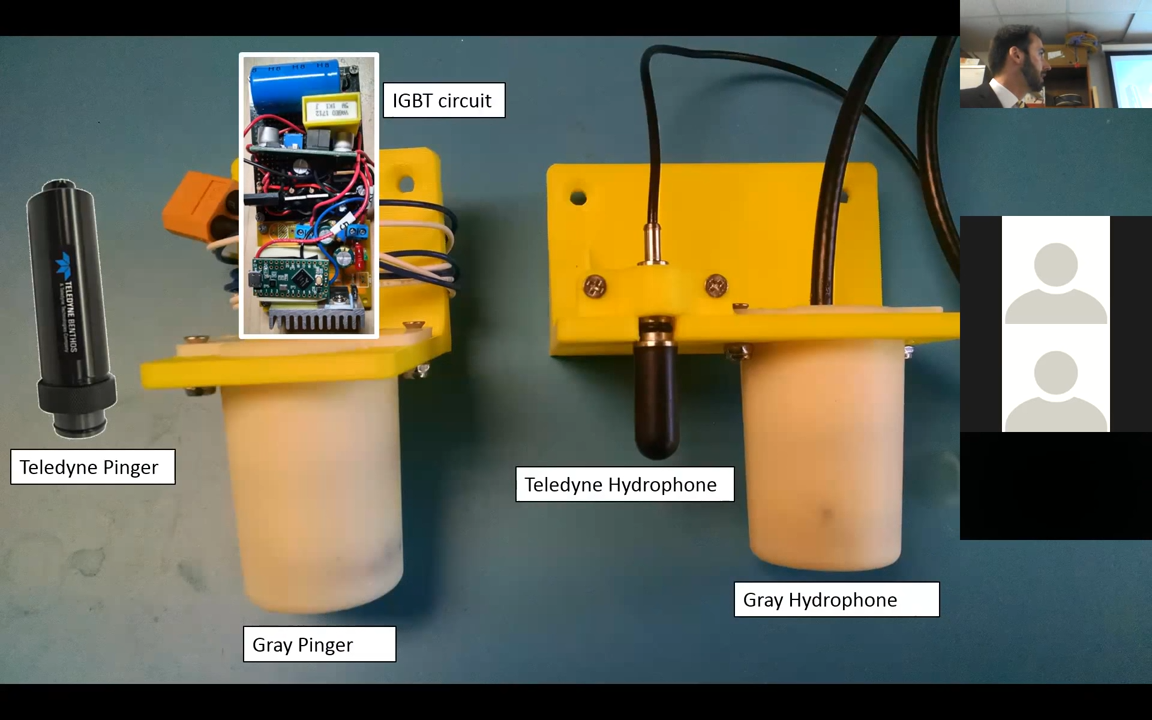 IGBT circuit
TELEDYNE BENTHOS
Teledyne Pinger
Teledyne Hydrophone
Gray Hydrophone
Gray Pinger